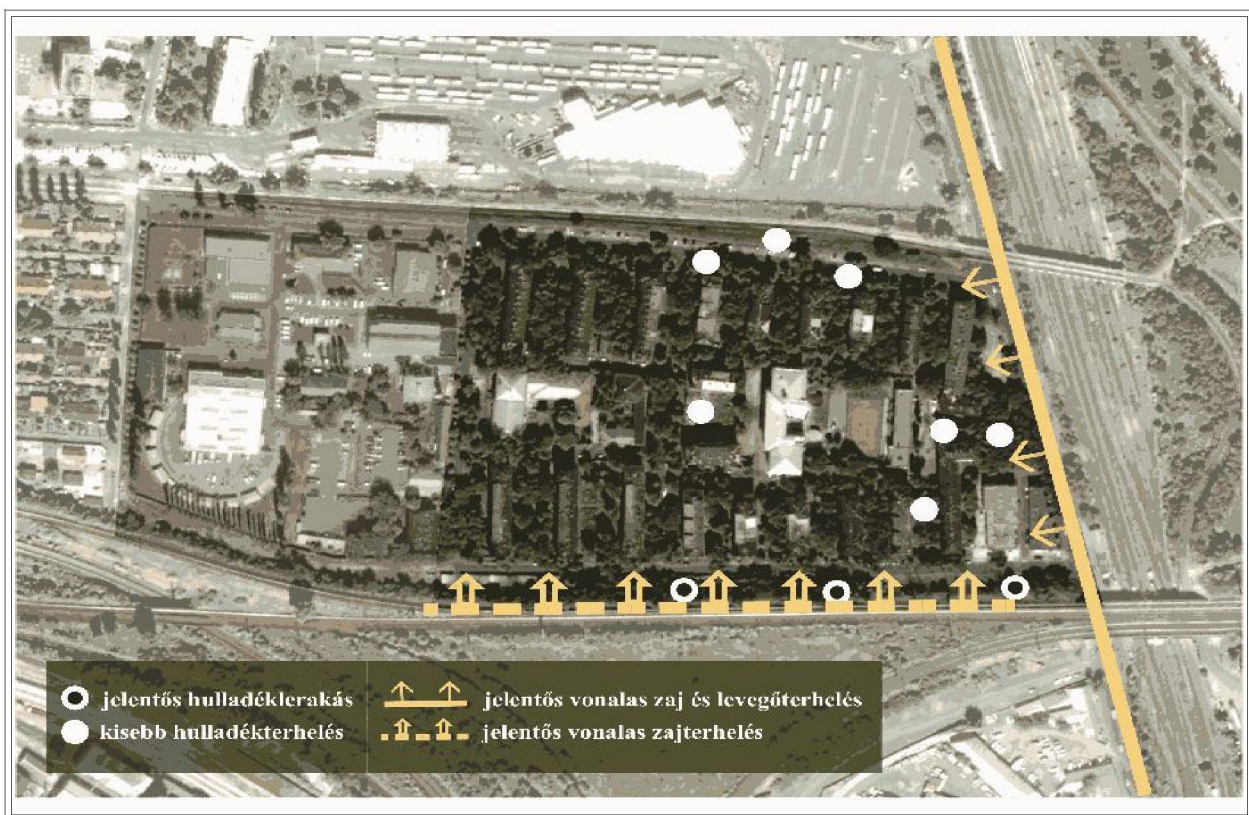 jelentős hulladéklerakás
kisebb hulladékterhelés
jelentős vonalas zaj és levegőterhelés
jelentős vonalas zajterhelés